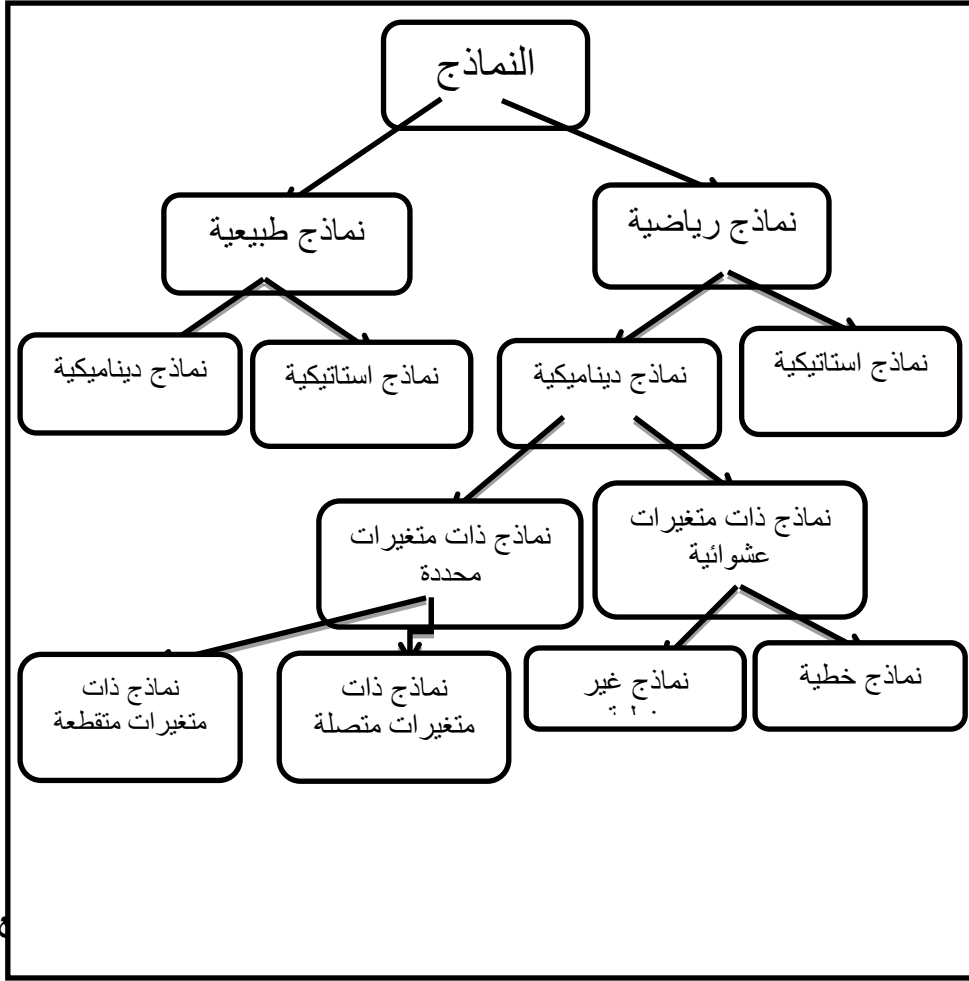 النماذج
نماذج رياضية
نماذج طبيعية
نماذج استاتيكية
نماذج ديناميكية
نماذج استاتيكية
نماذج ديناميكية
نماذج ذات متغيرات
عشوائية
نماذج ذات متغيرات
محددة
نماذج خطية
نماذج غير
نماذج ذات
متغيرات متصلة
نماذج ذات
متغيرات متقطعة